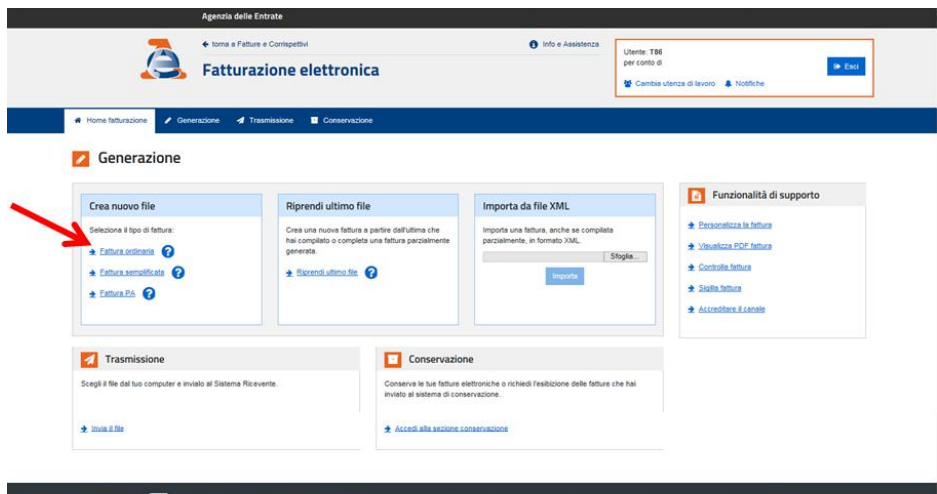 Agenzia delle Entrate
torna a Fatture e Corrispettivi
Info e Assistenza
Fatturazione elettronica
Utente: T86
per conto di
Esci
Cambia utenza di lavoro
Notifiche
Home fatturazione
Generazione
Trasmissione
Conservazione
Generazione
Crea nuovo file
Seleziona il tipo di fattura:
Fattura ordinaria ?
Fattura semplificata ?
Fattura PA ?
Riprendi ultimo file
Crea una nuova fattura a partire dall'ultima che
hai compilato o completa una fattura parzialmente
generata.
Riprendi ultimo file ?
Importa da file XML
Importa una fattura, anche se compilata
parzialmente, in formato XML.
Sfoglia...
Importa
Funzionalità di supporto
Personalizza la fattura
Visualizza PDF fattura
Controlla fattura
Sigilla fattura
Accreditare il canale
Trasmissione
Scegli il file dal tuo computer e invialo al Sistema Ricevente.
Invia il file
Conservazione
Conserva le tue fatture elettroniche o richiedi l'esibizione delle fatture che hai
inviato al sistema di conservazione.
Accedi alla sezione conservazione